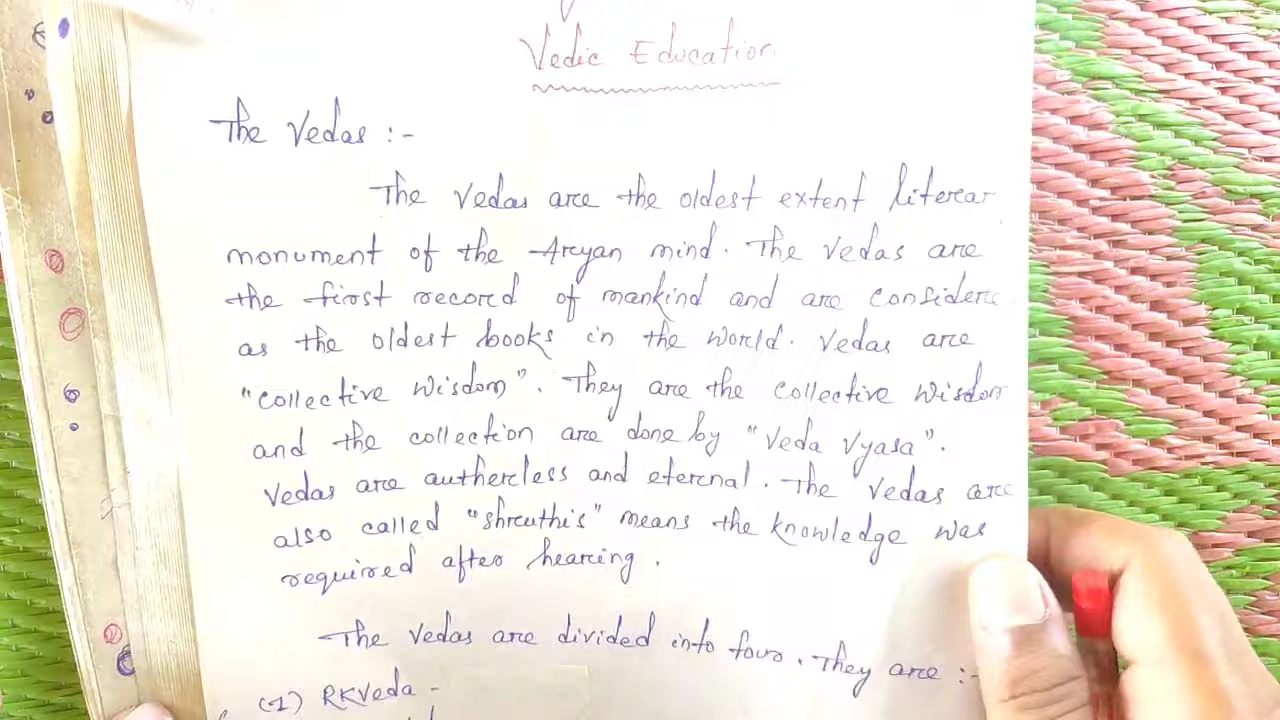 Vedic Education
The Vedas :-
The Vedas are the oldest extent literar
monument of the Aryan mind. The Vedas are
the first record of mankind and are consider
as the oldest books in the world. Vedas are
"collective wisdom". They are the collective wisdom
and the collection are done by "Veda Vyasa".
Vedas are autherless and eternal. The Vedas are
also called "shruthis" means the knowledge was
required after hearing.
The Vedas are divided into four. They are :-
(1) RKVeda -